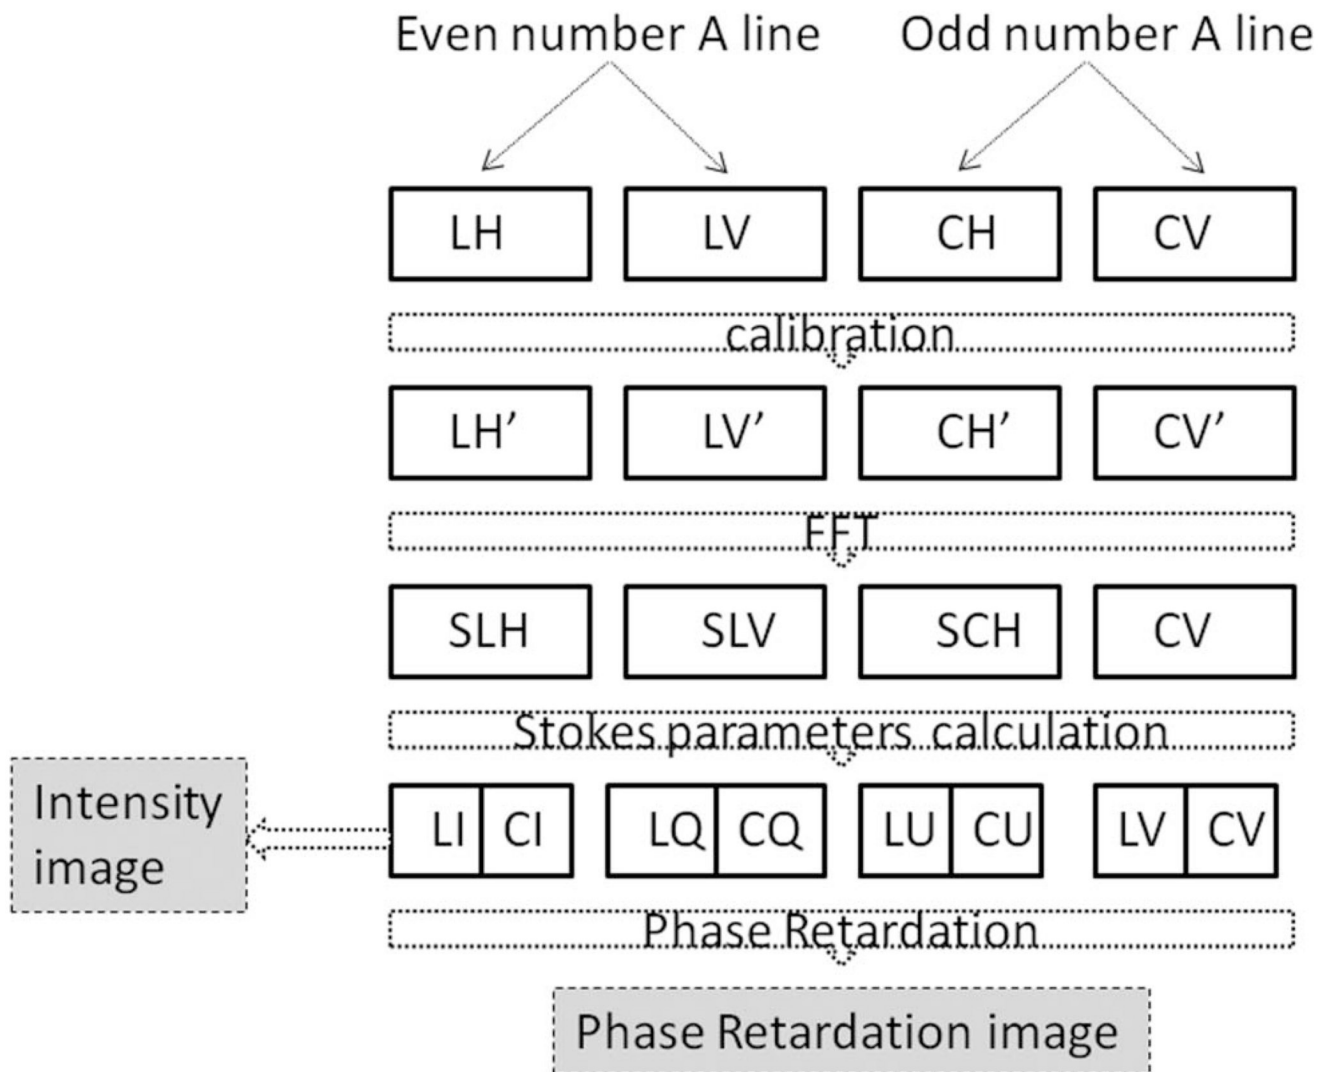 Even number A line Odd number A line
LH LV CH CV
calibration
LH’ LV’ CH’ CV’
FFT
SLH SLV SCH CV
Stokes parameters calculation
Intensity
image
LI CI LQ CQ LU CU LV CV
Phase Retardation
Phase Retardation image